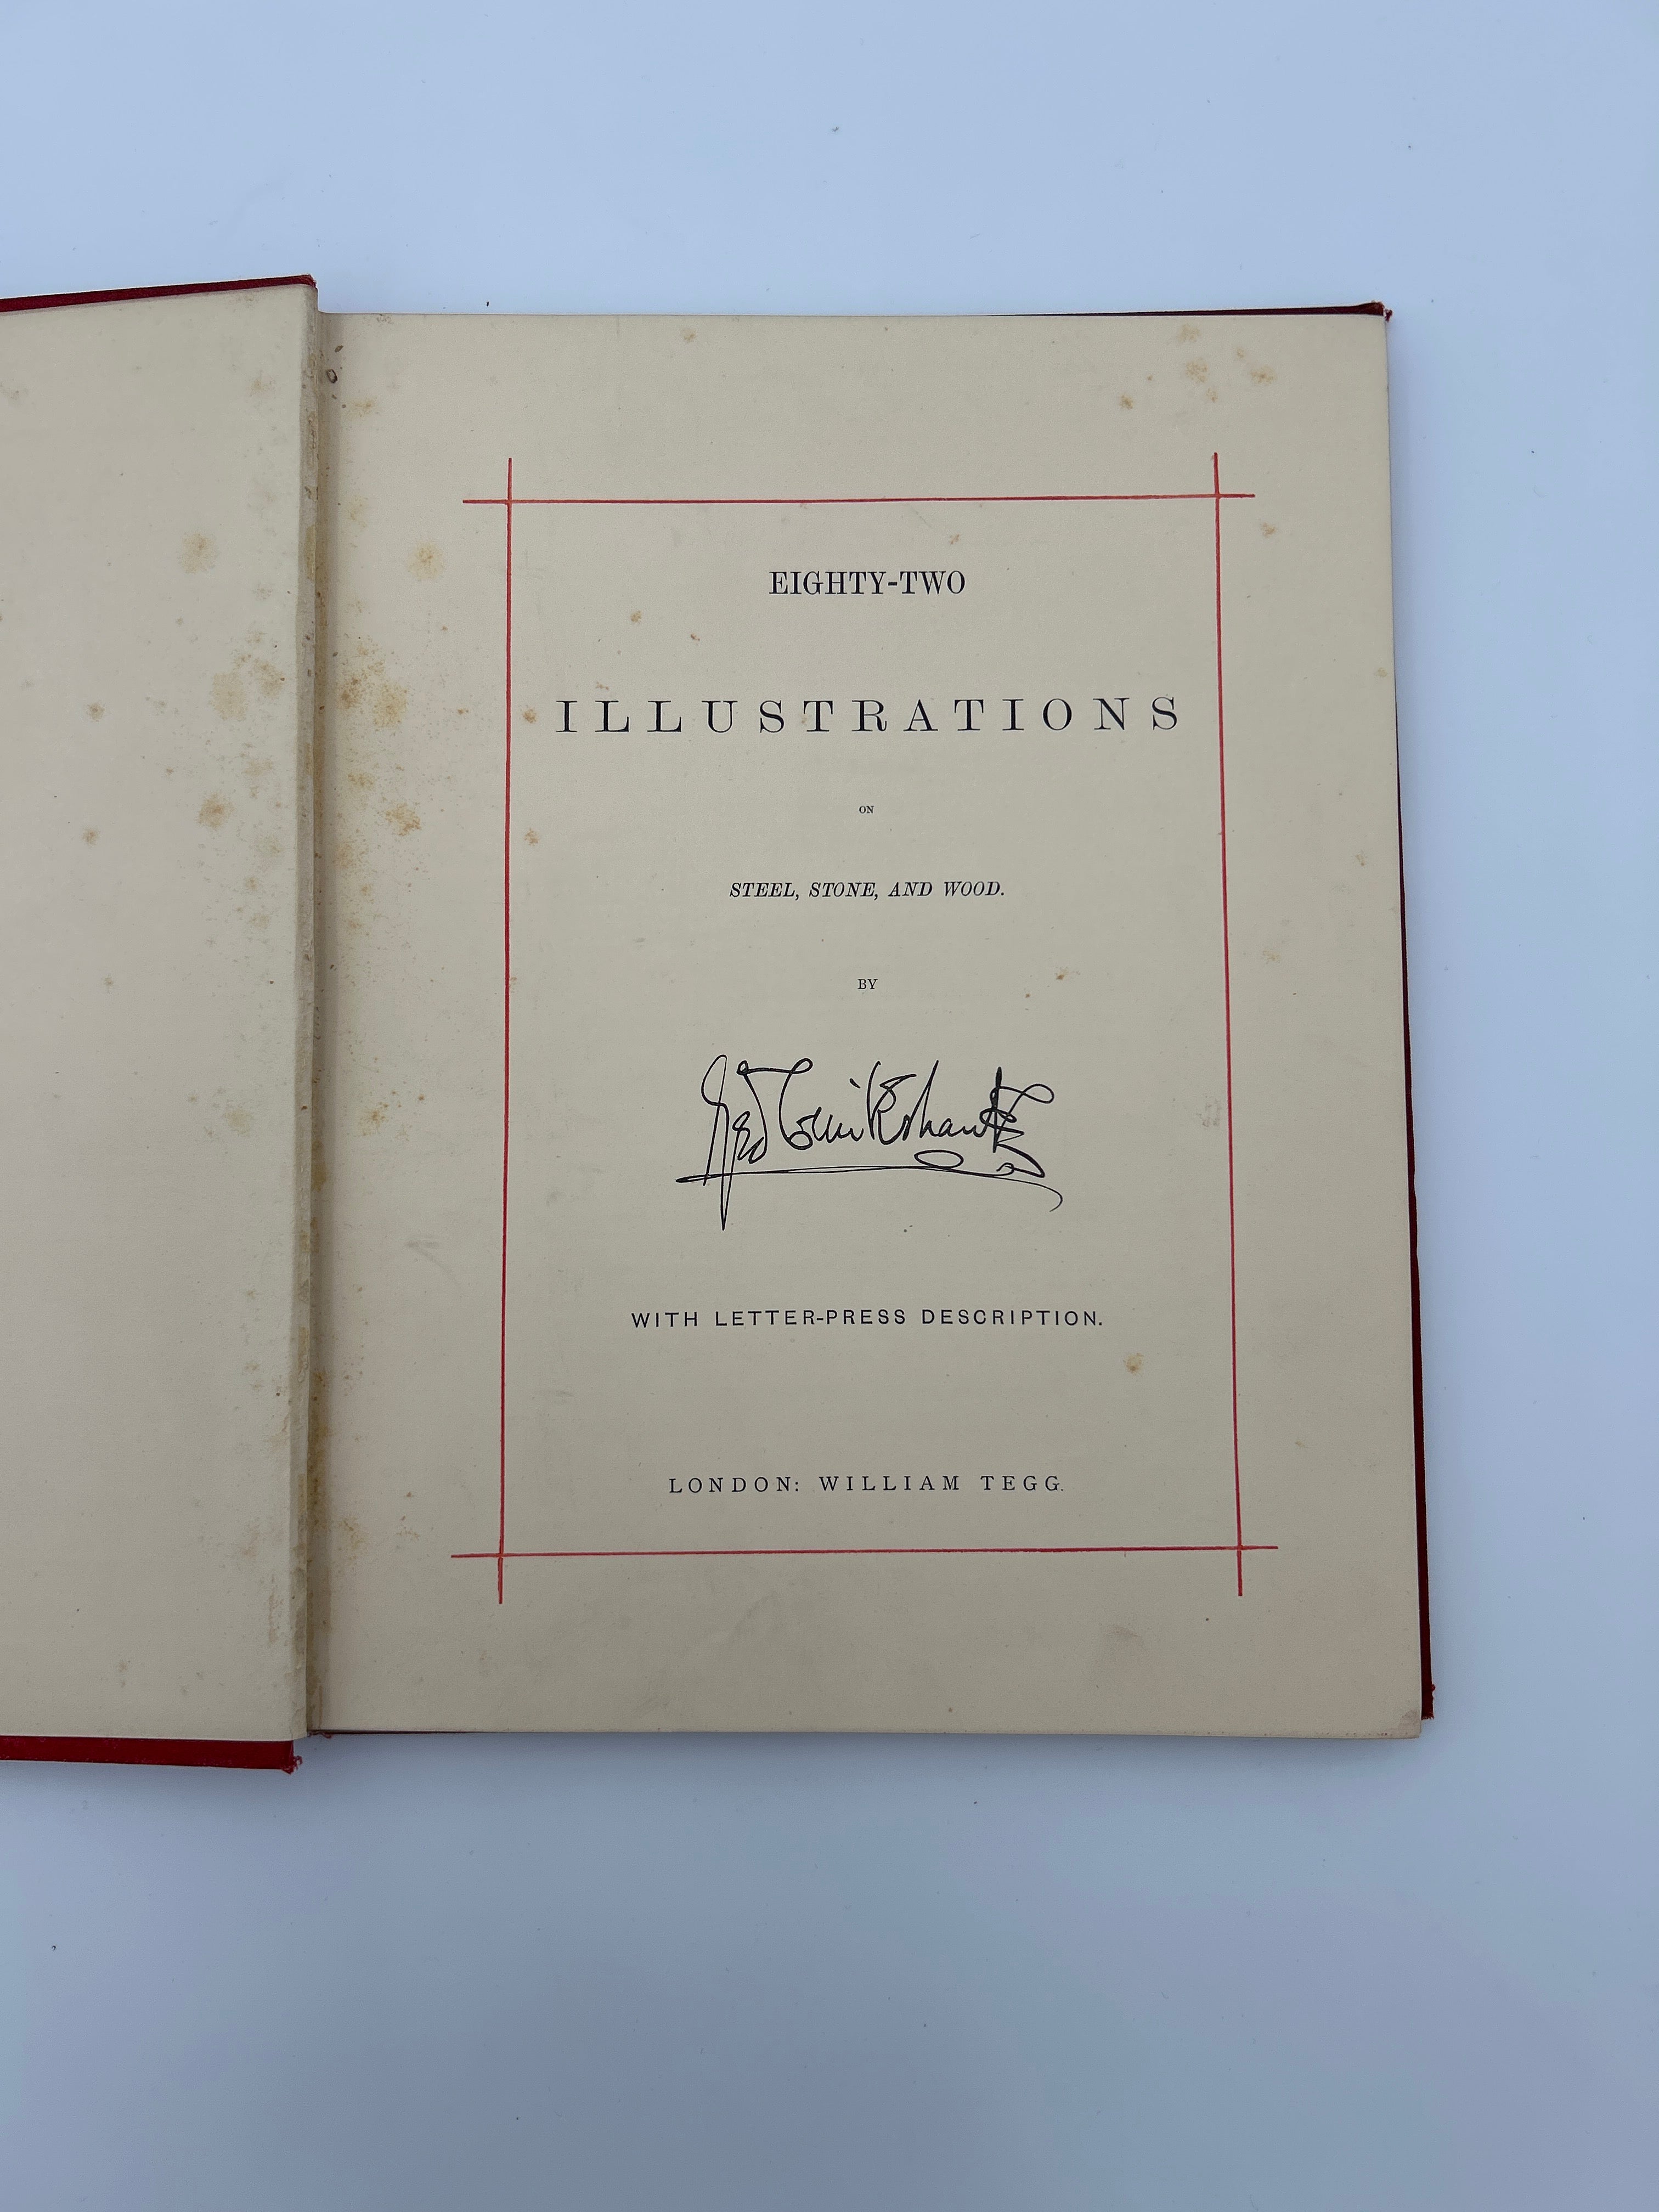 EIGHTY-TWO
ILLUSTRATIONS
ON
STEEL, STONE, AND WOOD.
BY
Geo Cruikshank
WITH LETTER-PRESS DESCRIPTION.
LONDON: WILLIAM TEGG.